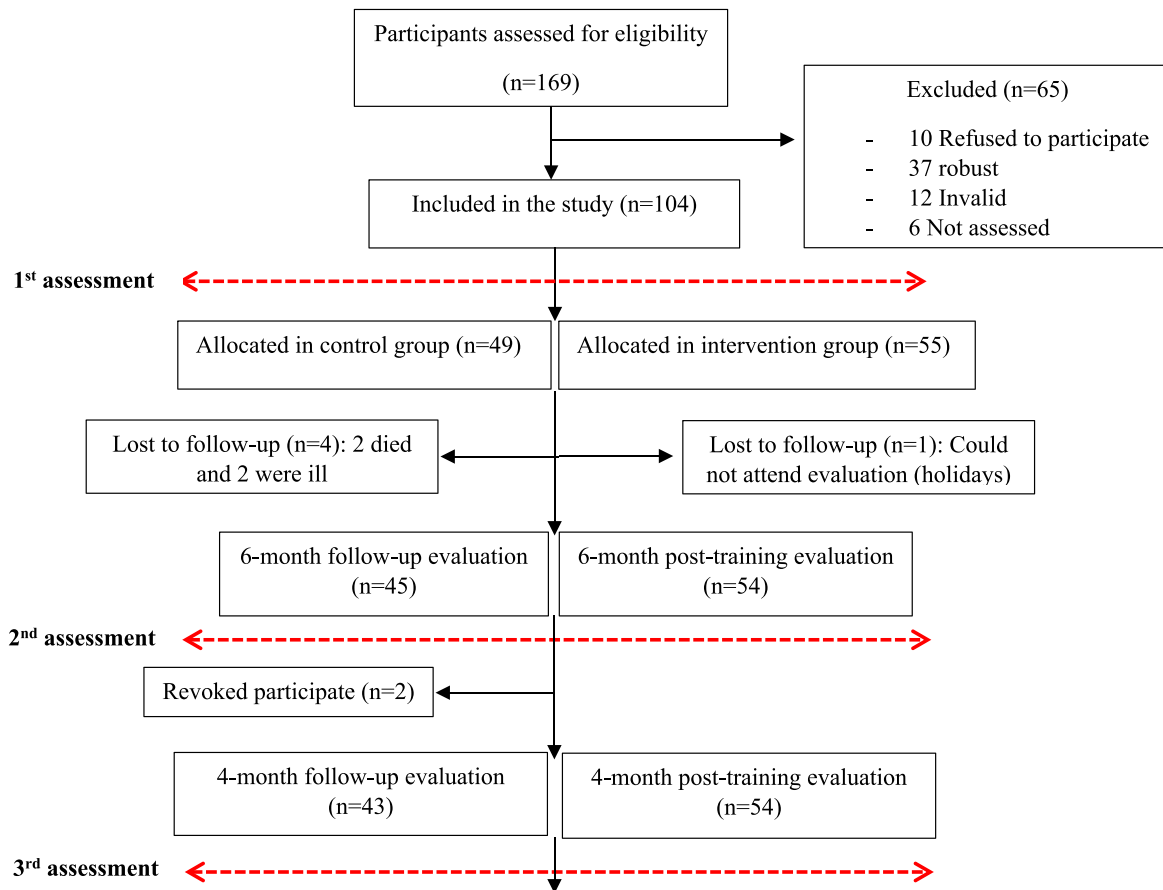 Participants assessed for eligibility
(n=169)
Excluded (n=65)
- 10 Refused to participate
- 37 robust
- 12 Invalid
- 6 Not assessed
Included in the study (n=104)
1st assessment
Allocated in control group (n=49)
Allocated in intervention group (n=55)
Lost to follow-up (n=4): 2 died
and 2 were ill
Lost to follow-up (n=1): Could
not attend evaluation (holidays)
6-month follow-up evaluation
(n=45)
6-month post-training evaluation
(n=54)
2nd assessment
Revoked participate (n=2)
4-month follow-up evaluation
(n=43)
4-month post-training evaluation
(n=54)
3rd assessment